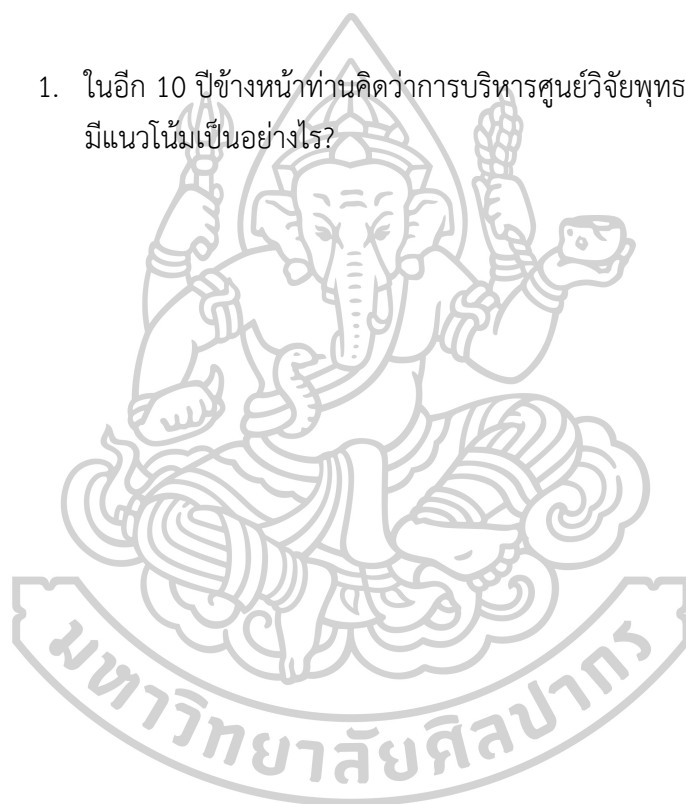 1. ในอีก 10 ปีข้างหน้าท่านคิดว่าการบริหารศูนย์วิจัยพุทธ
มีแนวโน้มเป็นอย่างไร?
มหาวิทยาลัยศิลปากร